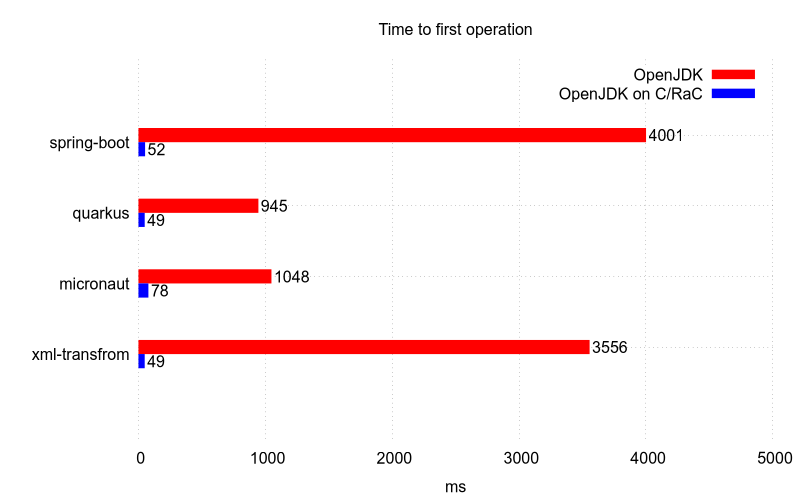 Time to first operation
OpenJDK
OpenJDK on C/RaC
spring-boot
4001
52
quarkus
945
49
micronaut
1048
78
xml-transfrom
3556
49
0 1000 2000 3000 4000 5000
ms